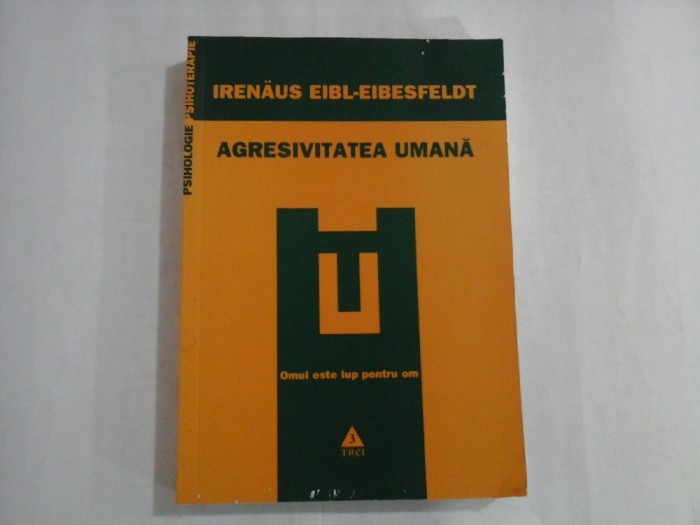 PSIHOLOGIE PSIHOTERAPIE
IRENÄUS EIBL-EIBESFELDT
AGRESIVITATEA UMANĂ
Omul este lup pentru om
3
TREI